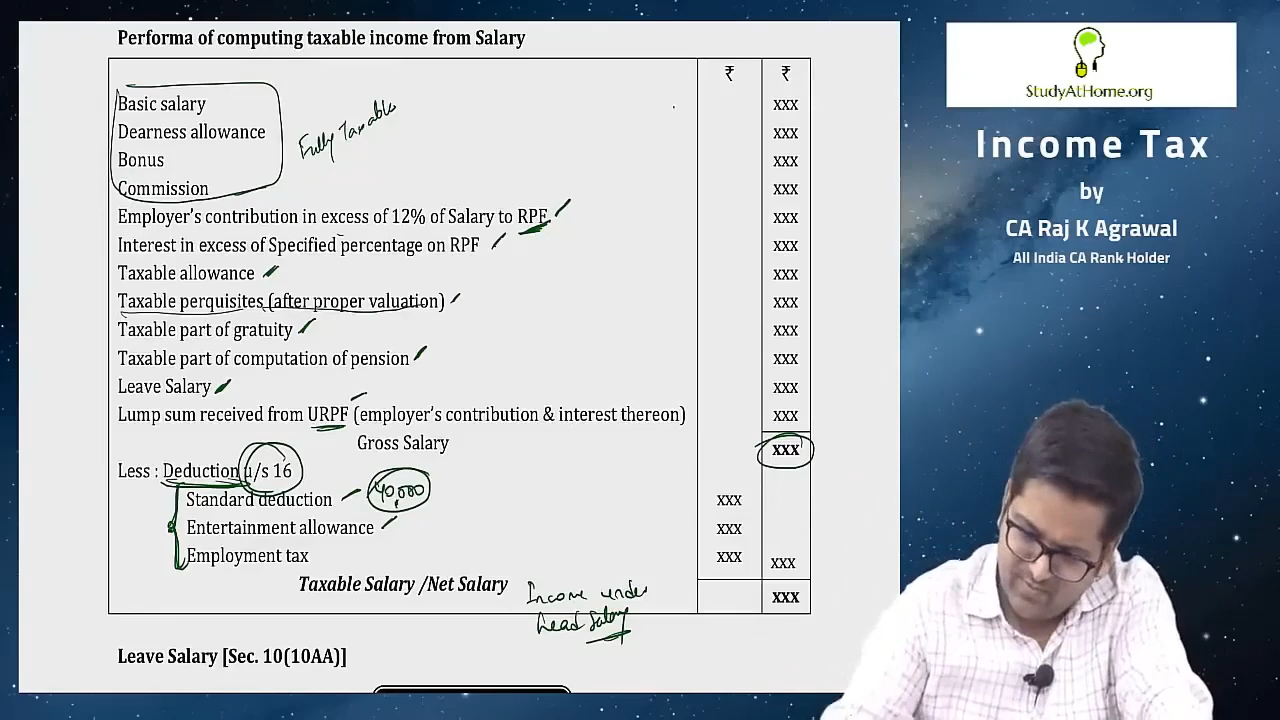 Performa of computing taxable income from Salary
₹ ₹
Basic salary xxx
Dearness allowance xxx
Bonus xxx
Commission xxx
Fully Taxable
Employer's contribution in excess of 12% of Salary to RPF xxx
Interest in excess of Specified percentage on RPF xxx
Taxable allowance xxx
Taxable perquisites (after proper valuation) xxx
Taxable part of gratuity xxx
Taxable part of computation of pension xxx
Leave Salary xxx
Lump sum received from URPF (employer's contribution & interest thereon) xxx
Gross Salary xxx
Less : Deduction u/s 16
Standard deduction 40,000 xxx
Entertainment allowance xxx
Employment tax xxx xxx
Taxable Salary /Net Salary xxx
Income under
head Salary
Leave Salary [Sec. 10(10AA)]
StudyAtHome.org
Income Tax
by
CA Raj K Agrawal
All India CA Rank Holder